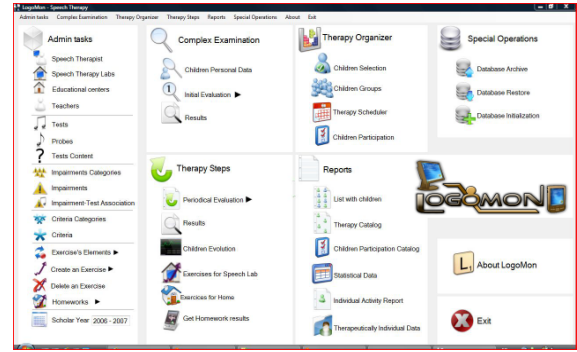 LogoMon - Speech Therapy
Admin tasks Complex Examination Therapy Organizer Therapy Steps Reports Special Operations About Exit
Admin tasks
Speech Therapist
Speech Therapy Labs
Educational centers
Teachers
Tests
Probes
Tests Content
Impairments Categories
Impairments
Impairment-Test Association
Criteria Categories
Criteria
Exercise's Elements
Create an Exercise
Delete an Exercise
Homeworks
Scholar Year 2006 - 2007
Complex Examination
Children Personal Data
Initial Evaluation
Results
Therapy Organizer
Children Selection
Children Groups
Therapy Scheduler
Children Participation
Special Operations
Database Archive
Database Restore
Database Initialization
Therapy Steps
Periodical Evaluation
Results
Children Evolution
Exercises for Speech Lab
Exercices for Home
Get Homework results
Reports
List with children
Therapy Catalog
Children Participation Catalog
Statistical Data
Individual Activity Report
Therapeutically Individual Data
LOGOMON
About LogoMon
Exit